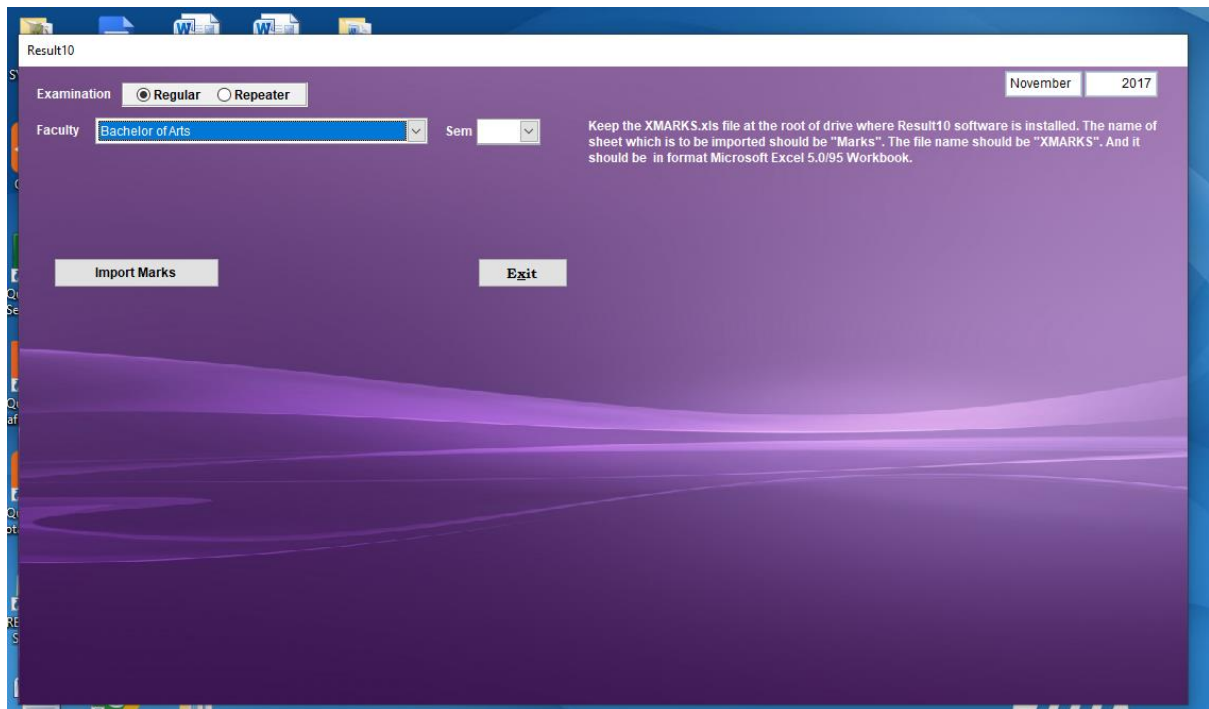 Result10
November 2017
Examination Regular Repeater
Faculty Bachelor of Arts Sem
Keep the XMARKS.xls file at the root of drive where Result10 software is installed. The name of
sheet which is to be imported should be "Marks". The file name should be "XMARKS". And it
should be in format Microsoft Excel 5.0/95 Workbook.
Import Marks Exit